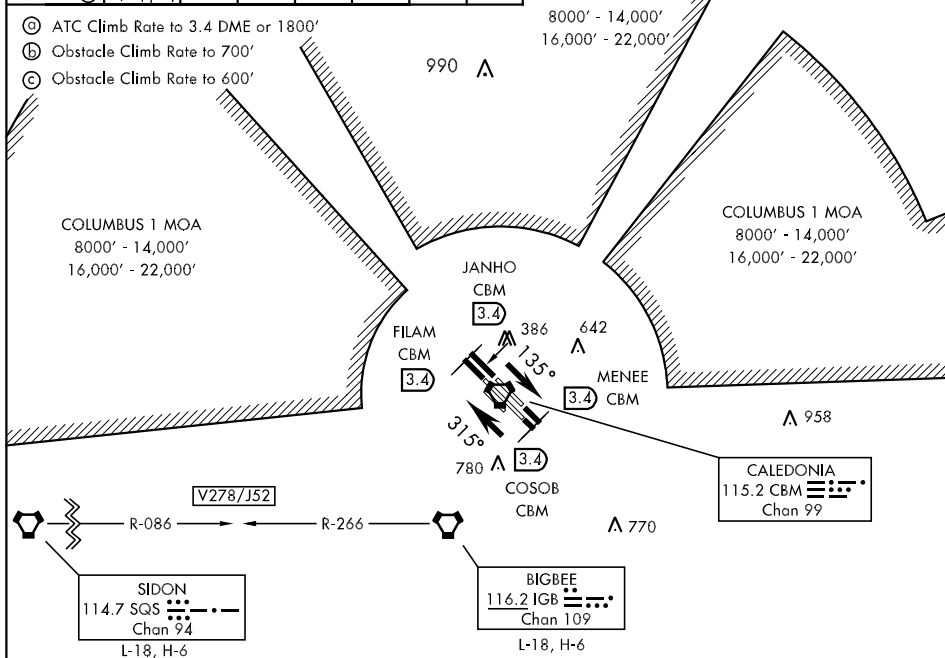 ⓐ ATC Climb Rate to 3.4 DME or 1800'
ⓑ Obstacle Climb Rate to 700'
ⓒ Obstacle Climb Rate to 600'
8000' - 14,000'
16,000' - 22,000'
990
COLUMBUS 1 MOA
8000' - 14,000'
16,000' - 22,000'
COLUMBUS 1 MOA
8000' - 14,000'
16,000' - 22,000'
JANHO
CBM
3.4
386
642
FILAM
CBM
3.4
135°
MENEE
3.4 CBM
958
315°
780
3.4
COSOB
CBM
CALEDONIA
115.2 CBM
Chan 99
V278/J52
R-086
R-266
770
SIDON
114.7 SQS
Chan 94
L-18, H-6
BIGBEE
116.2 IGB
Chan 109
L-18, H-6